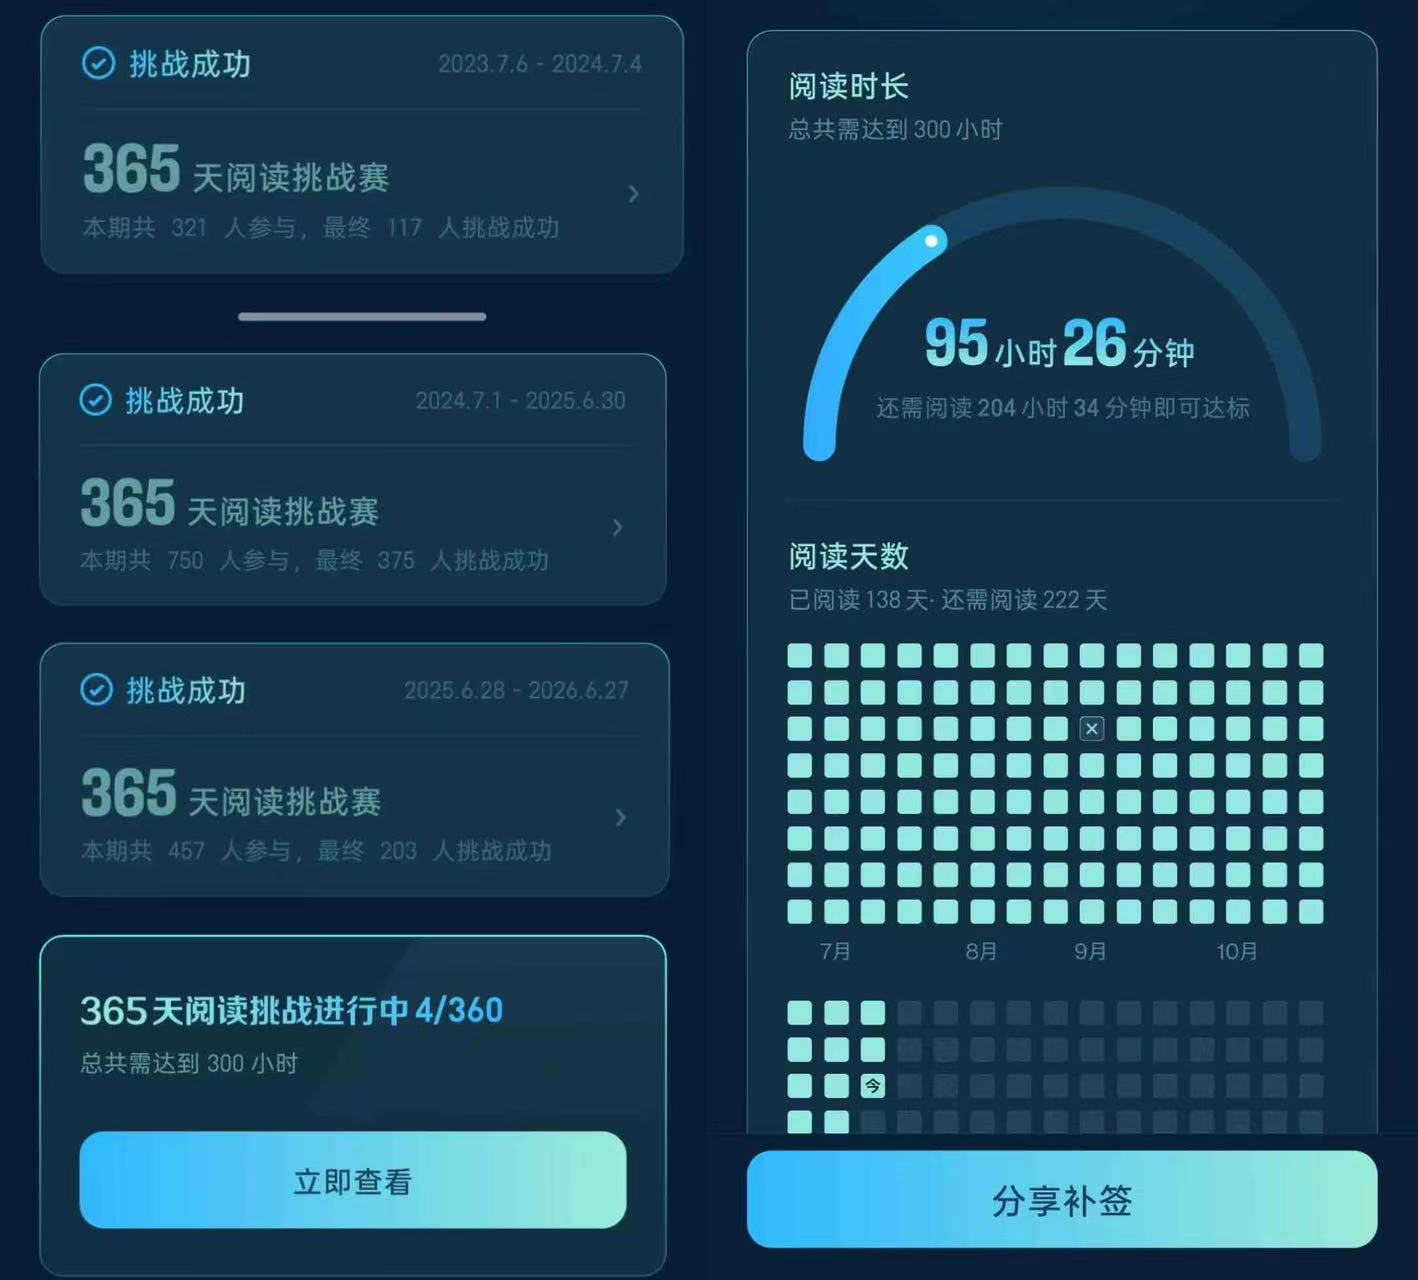 挑战成功 2023.7.6 - 2024.7.4
365 天阅读挑战赛
本期共 321 人参与，最终 117 人挑战成功
挑战成功 2024.7.1 - 2025.6.30
365 天阅读挑战赛
本期共 750 人参与，最终 375 人挑战成功
挑战成功 2025.6.28 - 2026.6.27
365 天阅读挑战赛
本期共 457 人参与，最终 203 人挑战成功
365天阅读挑战进行中 4/360
总共需达到 300 小时
立即查看
阅读时长
总共需达到 300 小时
95 小时 26 分钟
还需阅读 204 小时 34 分钟即可达标
阅读天数
已阅读 138 天· 还需阅读 222 天
7月 8月 9月 10月
今
分享补签